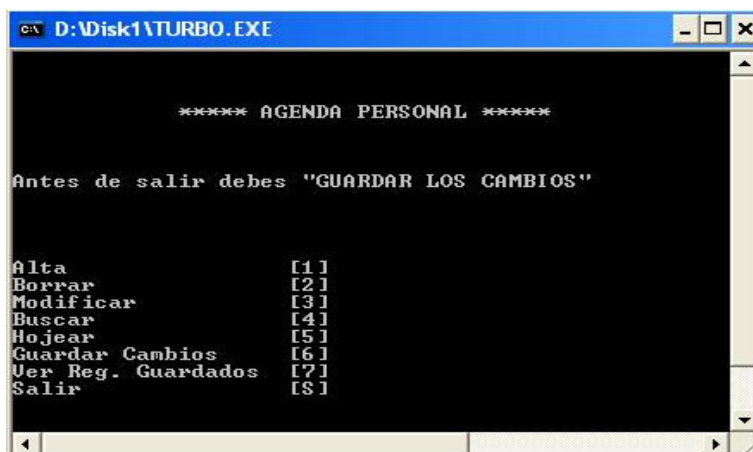 D:\Disk1\TURBO.EXE
***** AGENDA PERSONAL *****
Antes de salir debes "GUARDAR LOS CAMBIOS"
Alta [1]
Borrar [2]
Modificar [3]
Buscar [4]
Hojear [5]
Guardar Cambios [6]
Ver Reg. Guardados [7]
Salir [S]